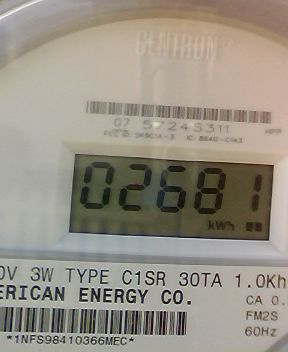 CENTRON®
07 57245311
02681
kWh
0V 3W TYPE C1SR 30TA 1.0Kh
ERICAN ENERGY CO.
CA 0.
FM2S
60Hz
*1NFS98410366MEC*